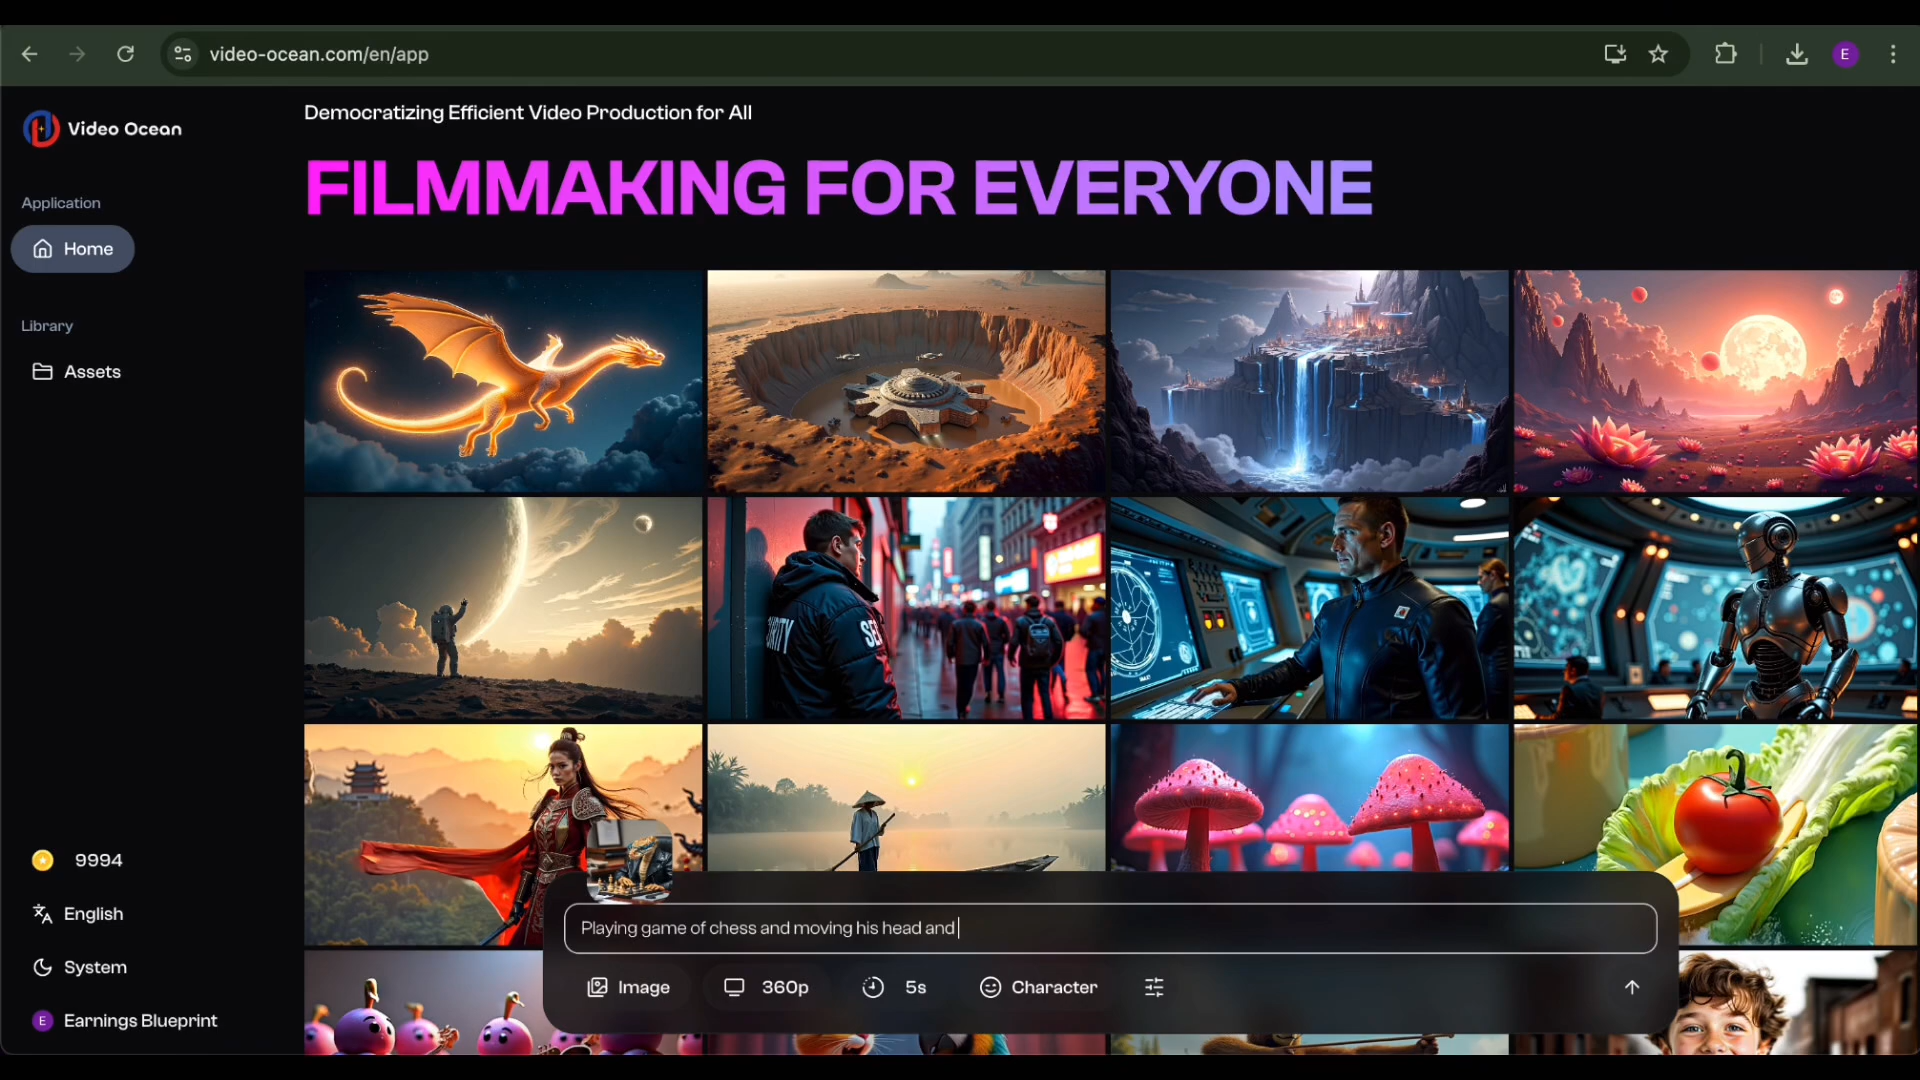 video-ocean.com/en/app
E
Video Ocean
Democratizing Efficient Video Production for All
FILMMAKING FOR EVERYONE
Application
Home
Library
Assets
9994
English
System
E
Earnings Blueprint
Playing game of chess and moving his head and
Image
360p
5s
Character